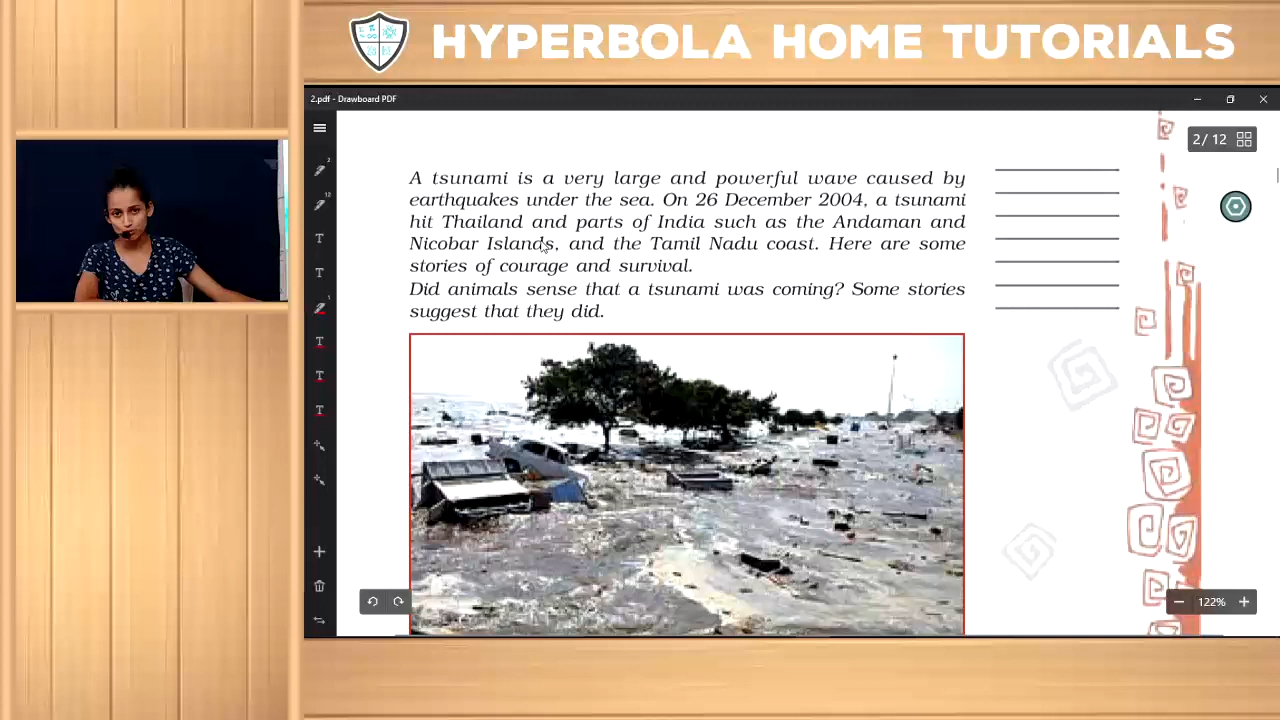 HYPERBOLA HOME TUTORIALS
2.pdf - Drawboard PDF
2 / 12
A tsunami is a very large and powerful wave caused by
earthquakes under the sea. On 26 December 2004, a tsunami
hit Thailand and parts of India such as the Andaman and
Nicobar Islands, and the Tamil Nadu coast. Here are some
stories of courage and survival.
Did animals sense that a tsunami was coming? Some stories
suggest that they did.
2
12
T
T
1
T
T
T
122%